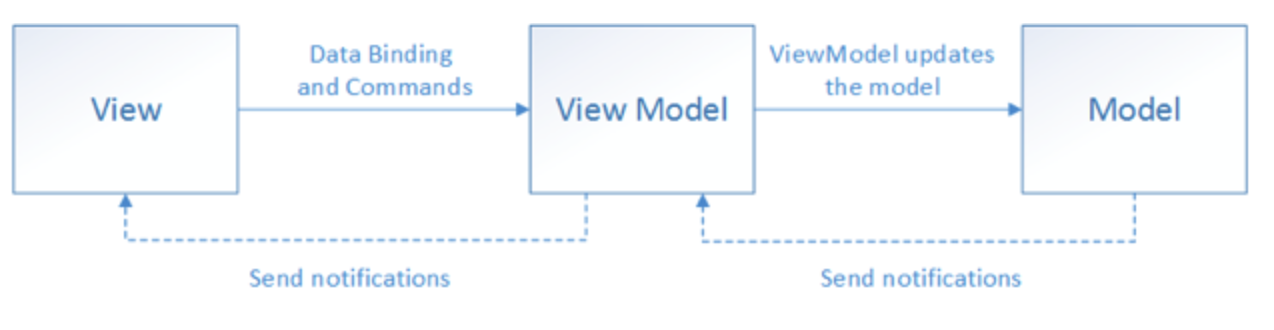 View
Data Binding
and Commands
View Model
ViewModel updates
the model
Model
Send notifications
Send notifications